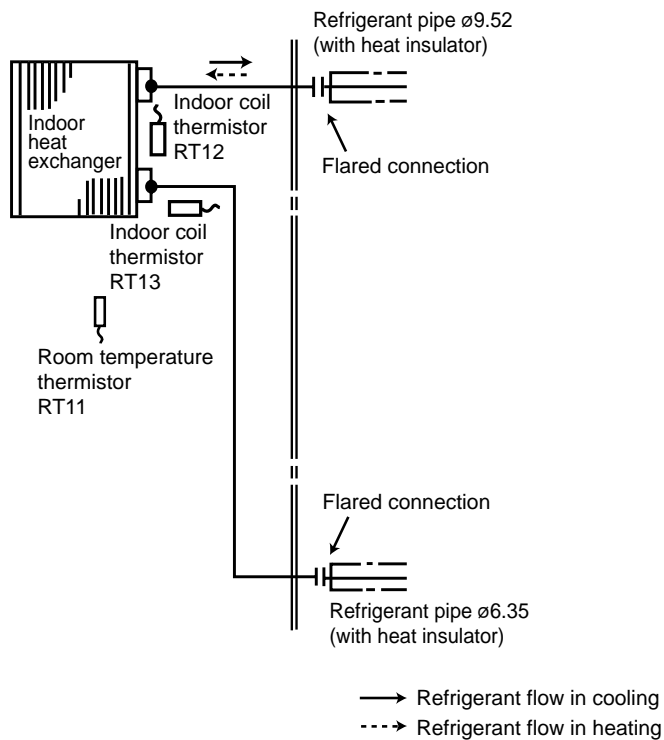 Refrigerant pipe ø9.52
(with heat insulator)
Indoor
heat
exchanger
Indoor coil
thermistor
RT12
Flared connection
Indoor coil
thermistor
RT13
Room temperature
thermistor
RT11
Flared connection
Refrigerant pipe ø6.35
(with heat insulator)
Refrigerant flow in cooling
Refrigerant flow in heating